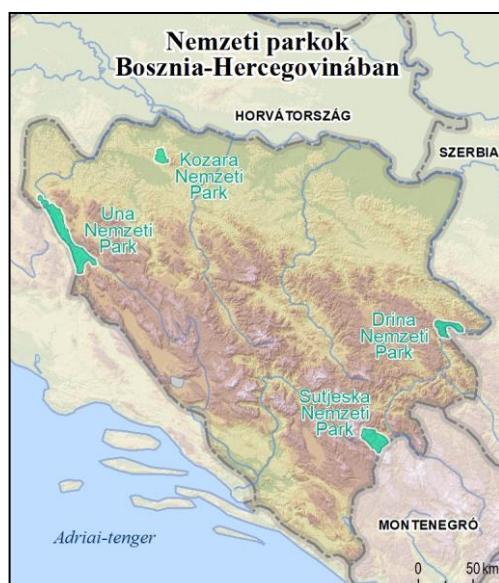 Nemzeti parkok
Bosznia-Hercegovinában
HORVÁTORSZÁG
SZERBIA
Kozara
Nemzeti
Park
Una
Nemzeti
Park
Drina
Nemzeti
Park
Sutjeska
Nemzeti
Park
MONTENEGRÓ
Adriai-tenger
0 50 km